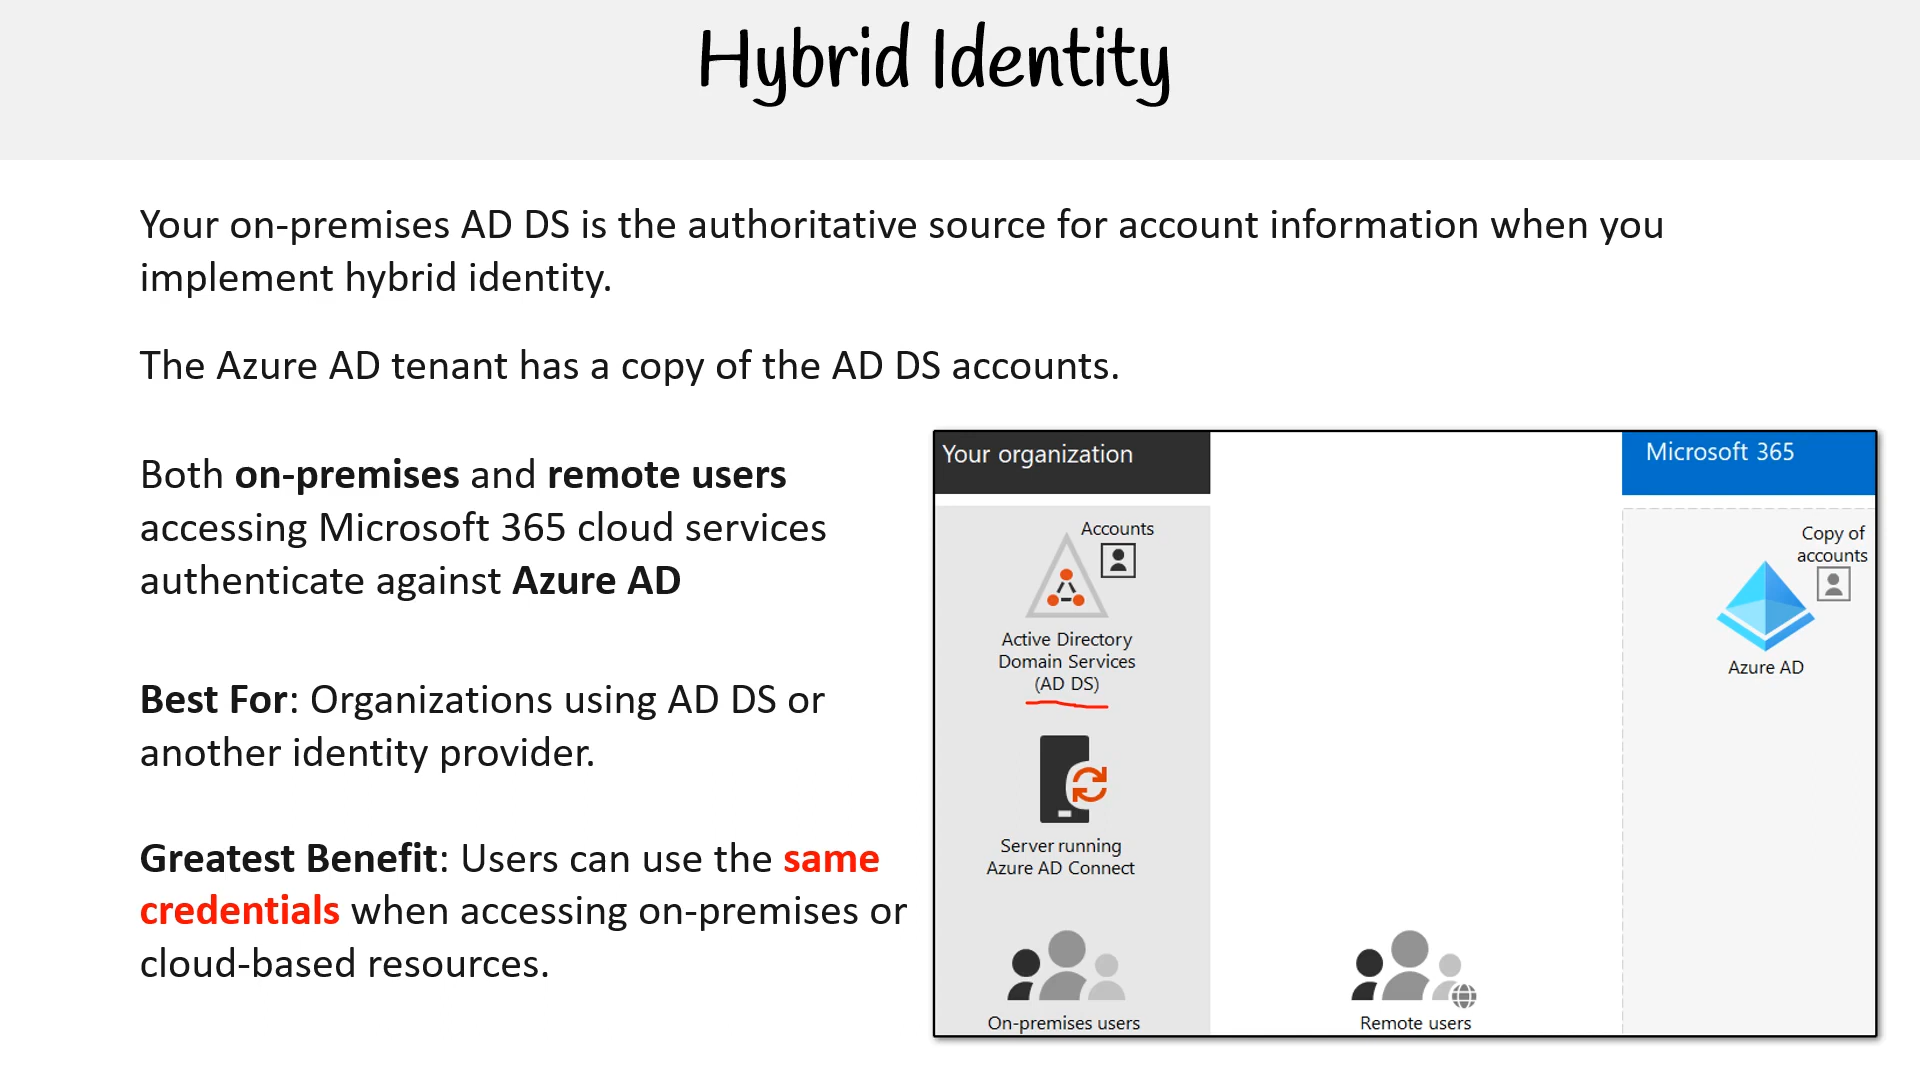 Hybrid Identity
Your on-premises AD DS is the authoritative source for account information when you
implement hybrid identity.
The Azure AD tenant has a copy of the AD DS accounts.
Both on-premises and remote users
accessing Microsoft 365 cloud services
authenticate against Azure AD
Best For: Organizations using AD DS or
another identity provider.
Greatest Benefit: Users can use the same
credentials when accessing on-premises or
cloud-based resources.
Your organization
Accounts
Active Directory
Domain Services
(AD DS)
Server running
Azure AD Connect
On-premises users
Remote users
Microsoft 365
Copy of
accounts
Azure AD